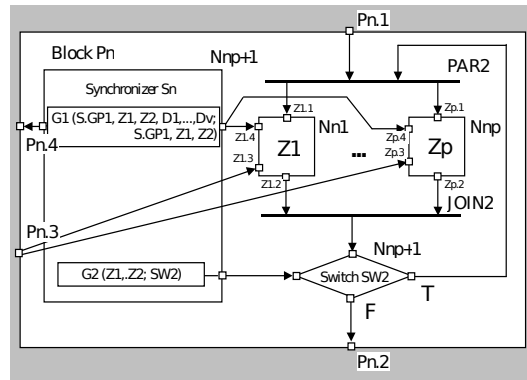 Pn.1
Block Pn
Nnp+1
PAR2
Synchronizer Sn
G1 (S.GP1, Z1, Z2, D1,...,Dv;
S.GP1, Z1, Z2)
Z1.1
Zp.1
Nn1
Nnp
Z1.4
Zp.4
Pn.4
Z1
...
Zp
Z1.3
Zp.3
Z1.2
Zp.2
JOIN2
Pn.3
Nnp+1
G2 (Z1,.Z2; SW2)
Switch SW2
T
F
Pn.2